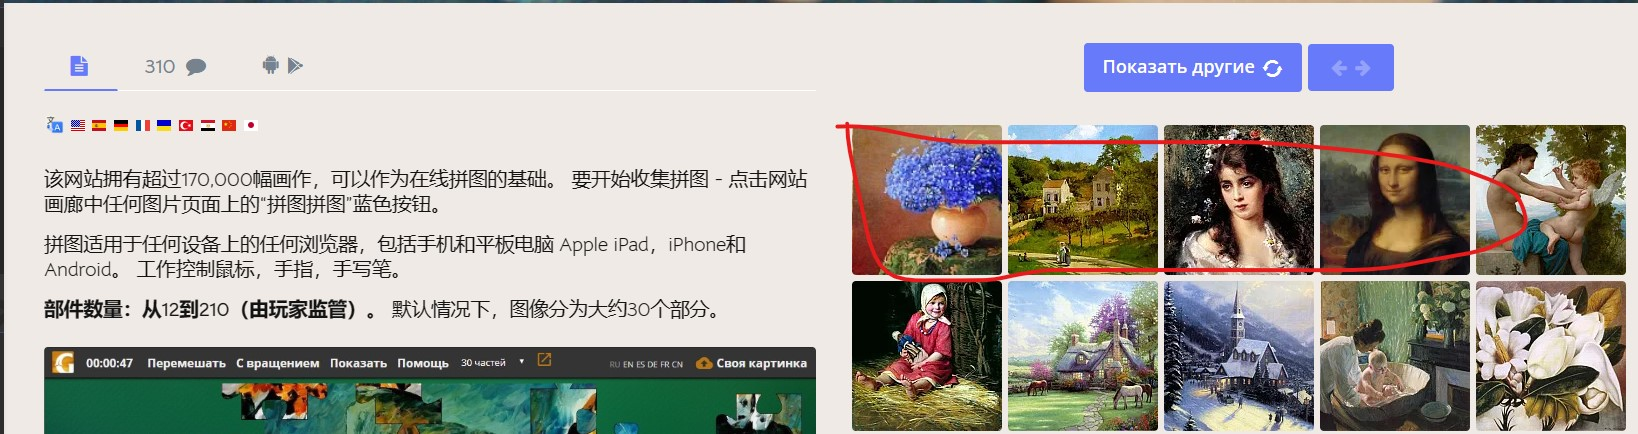 310
Показать другие
该网站拥有超过170,000幅画作，可以作为在线拼图的基础。 要开始收集拼图 - 点击网站
画廊中任何图片页面上的“拼图拼图”蓝色按钮。
拼图适用于任何设备上的任何浏览器，包括手机和平板电脑 Apple iPad，iPhone和
Android。 工作控制鼠标，手指，手写笔。
部件数量：从12到210（由玩家监管）。 默认情况下，图像分为大约30个部分。
00:00:47 Перемешать С вращением Показать Помощь 30 частей RU EN ES DE FR CN Своя картинка